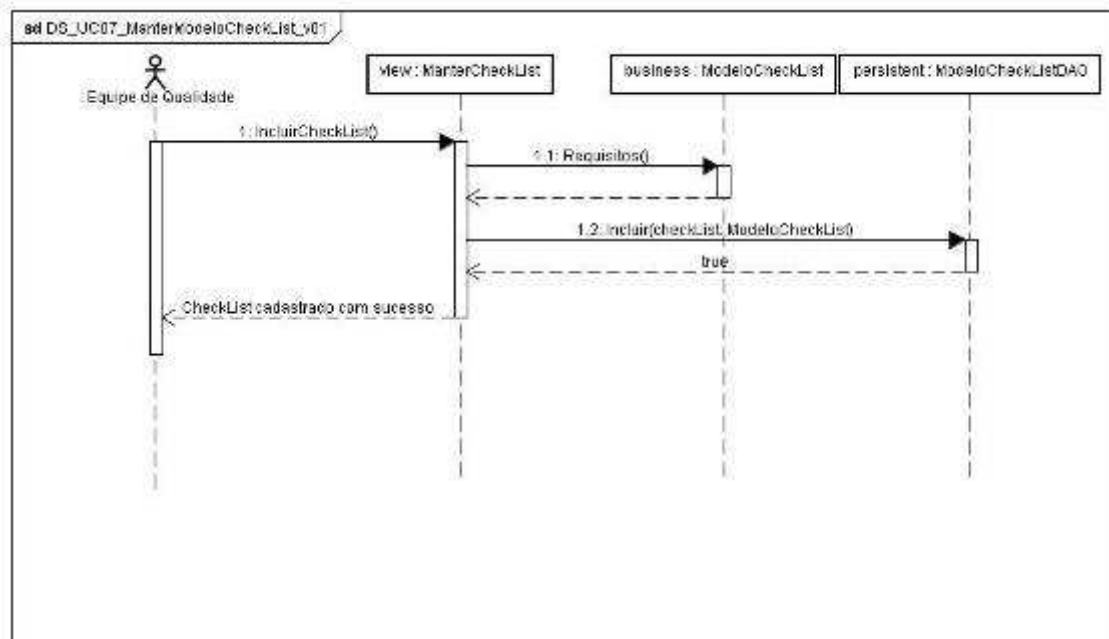 sd DS_UC07_ManterModeloCheckList_v01
Equipe de Qualidade
view : ManterCheckList
business : ModeloCheckList
persistent : ModeloCheckListDAO
1: IncluirCheckList()
1.1: Requisitos()
1.2: Incluir(checkList, ModeloCheckList)
true
CheckList cadastrado com sucesso